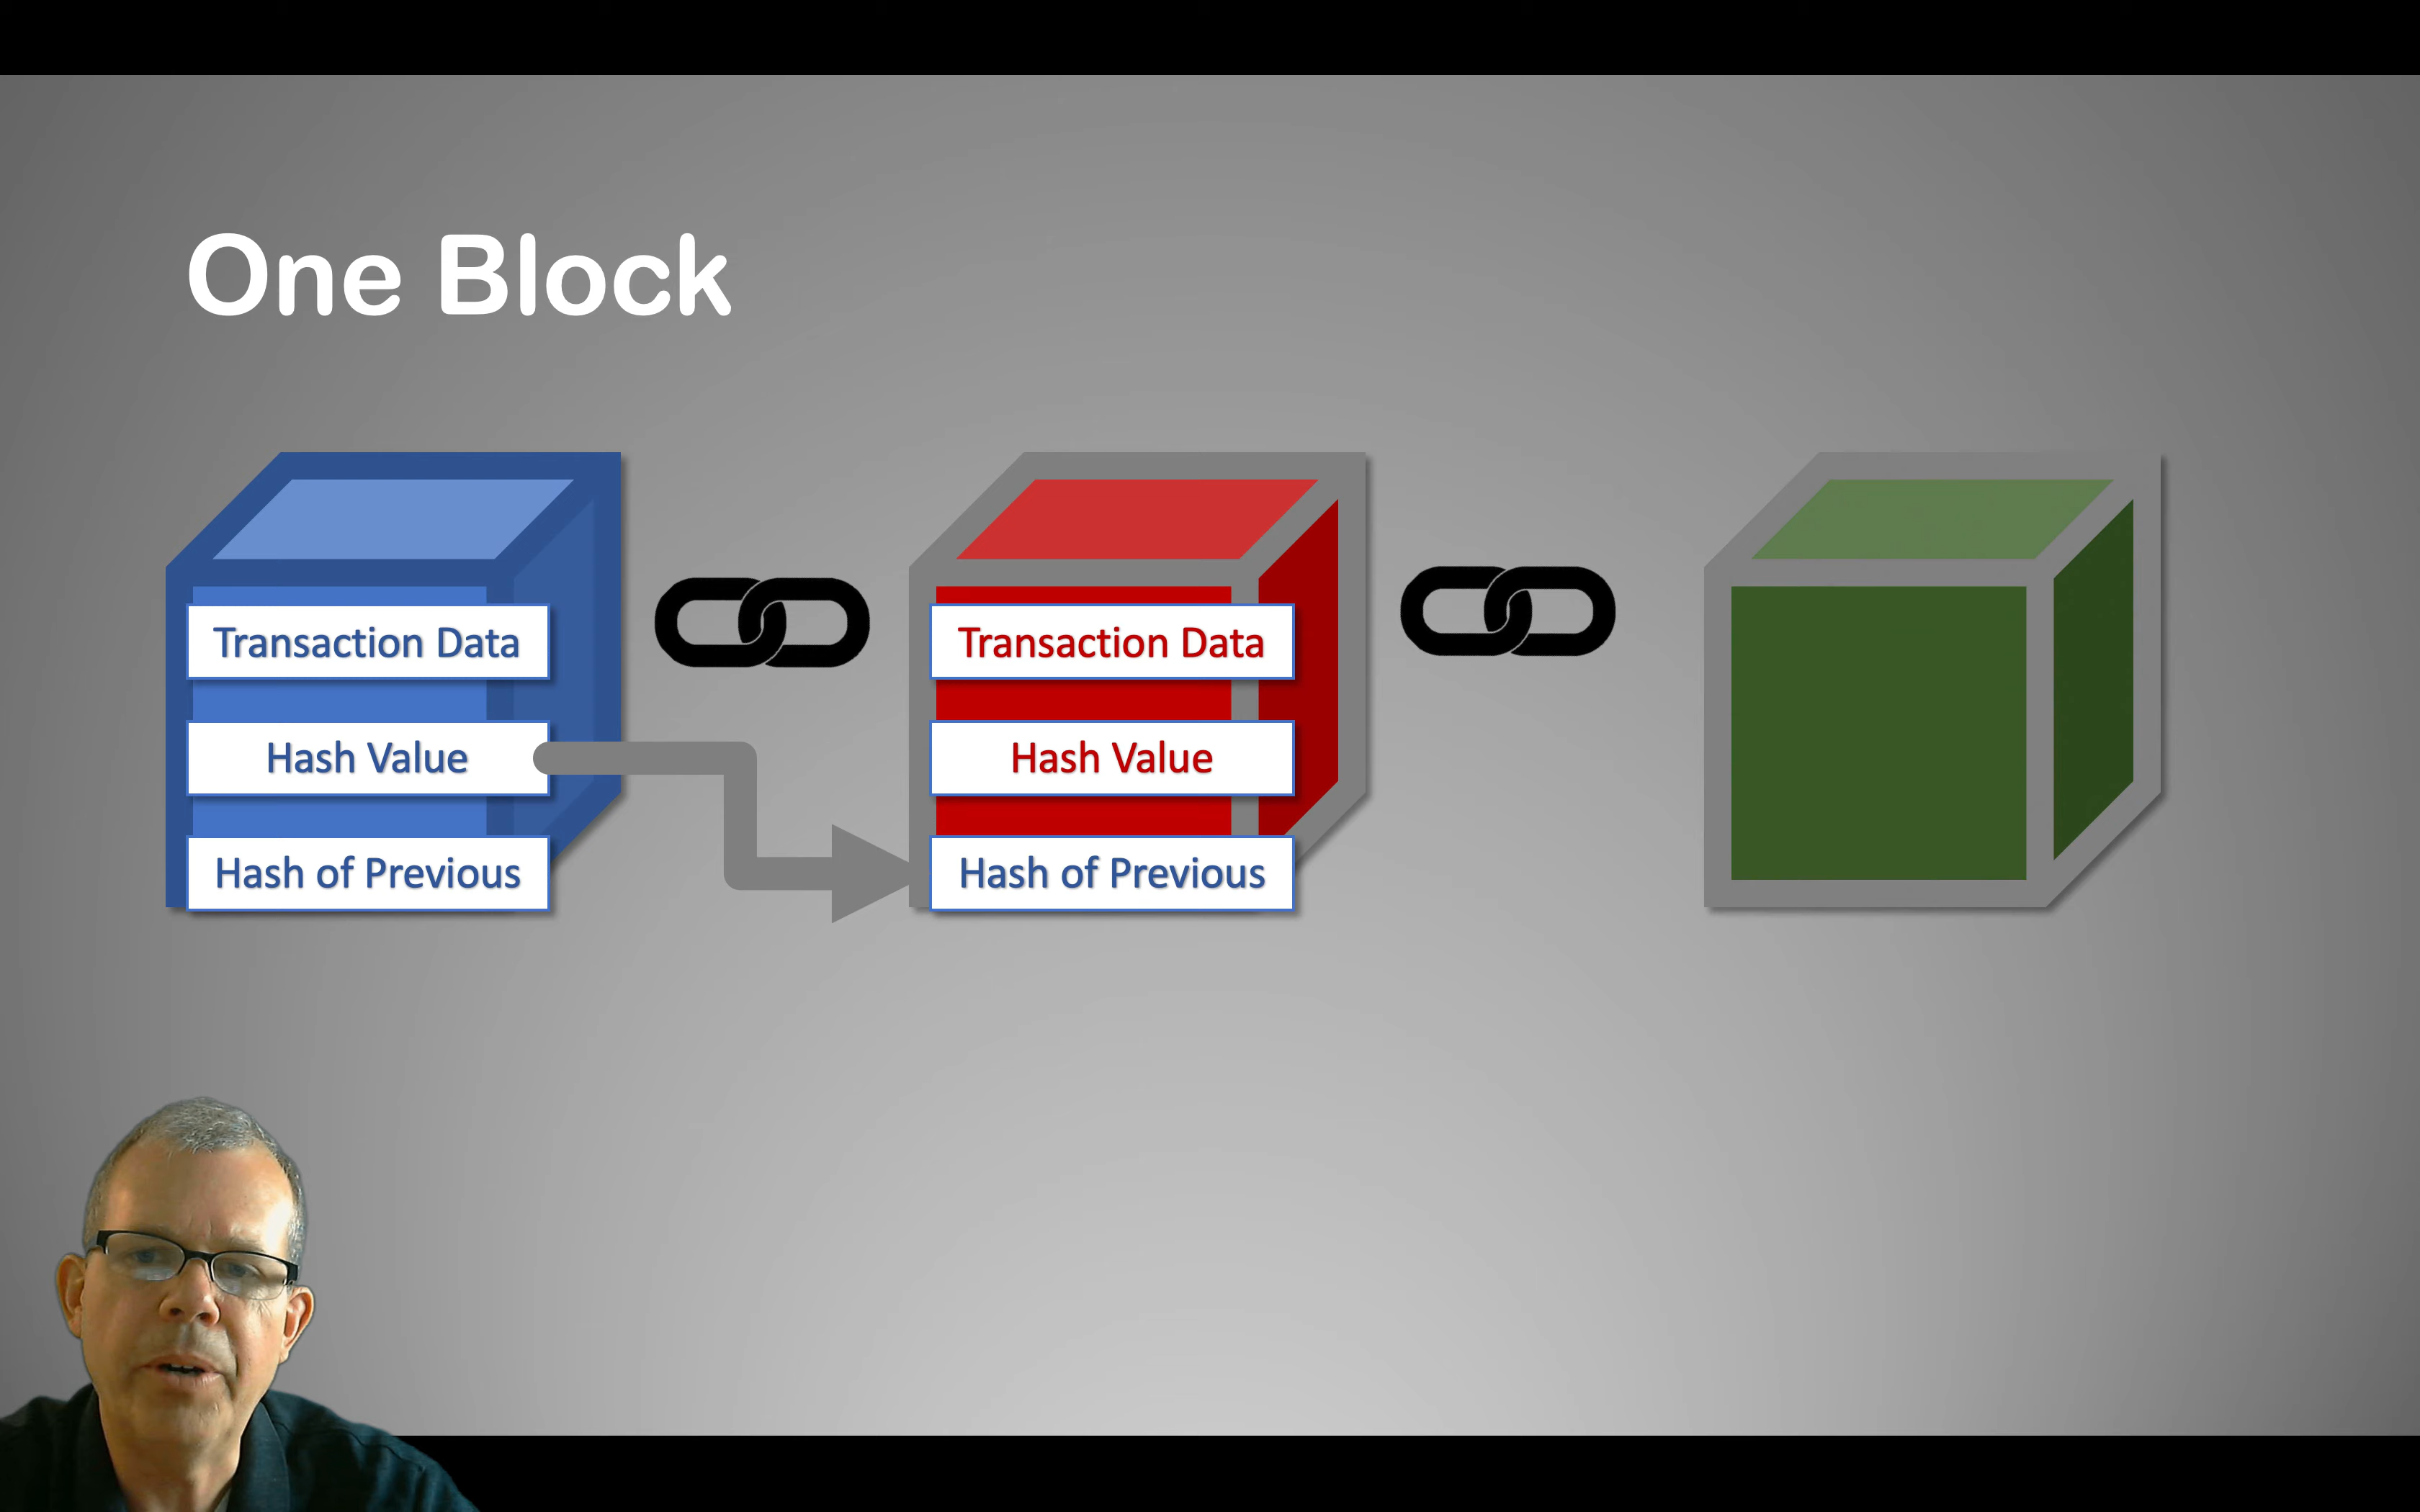 One Block
Transaction Data
Hash Value
Hash of Previous
Transaction Data
Hash Value
Hash of Previous